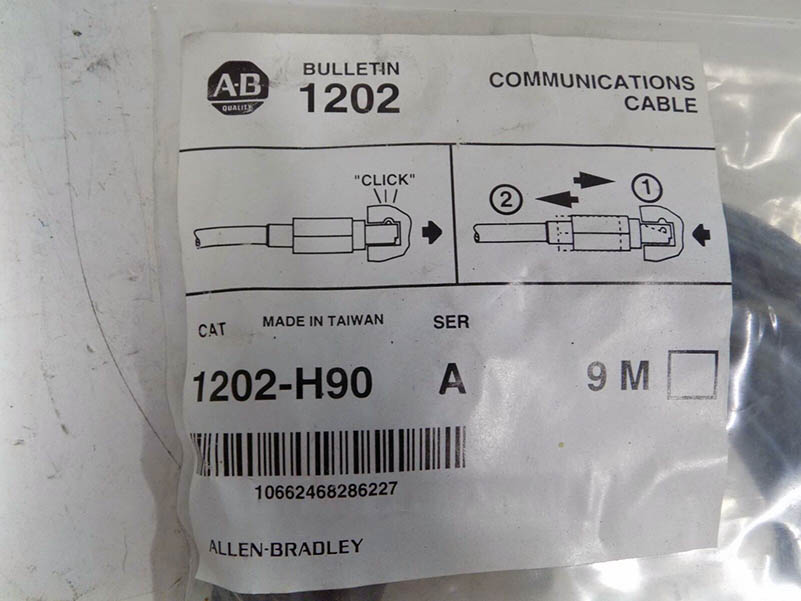 A-B
QUALITY
BULLETIN
1202
COMMUNICATIONS
CABLE
"CLICK"
2
1
CAT MADE IN TAIWAN SER
1202-H90 A 9 M
10662468286227
ALLEN-BRADLEY